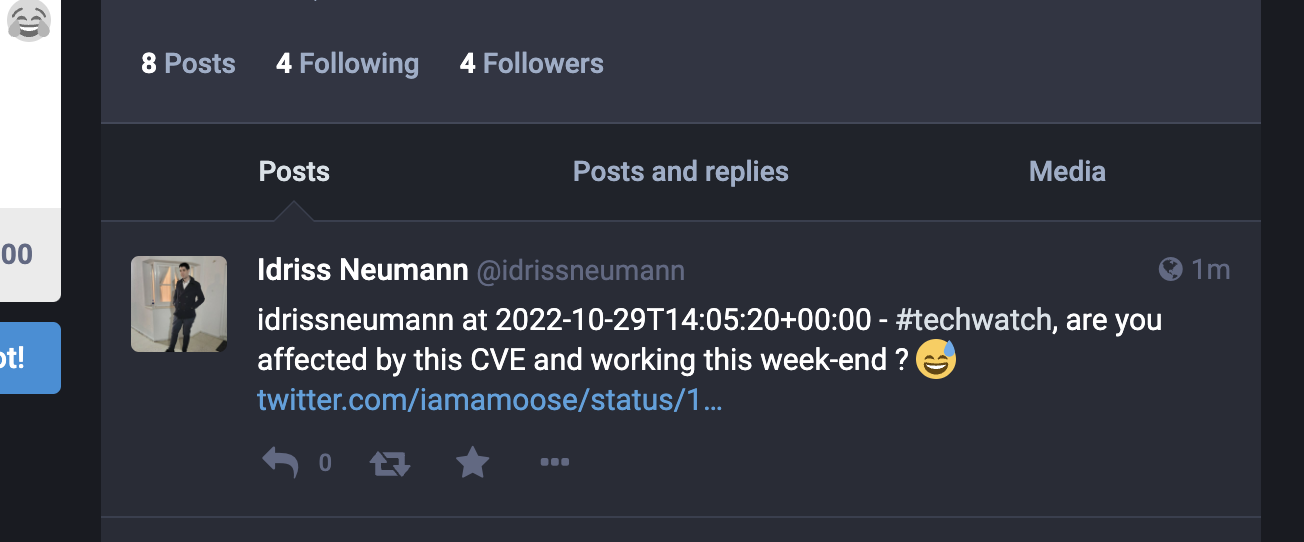 8 Posts 4 Following 4 Followers
Posts Posts and replies Media
00
Idriss Neumann @idrissneumann 1m
idrissneumann at 2022-10-29T14:05:20+00:00 - #techwatch, are you
affected by this CVE and working this week-end ? 😅
ot!
twitter.com/iamamoose/status/1…
0